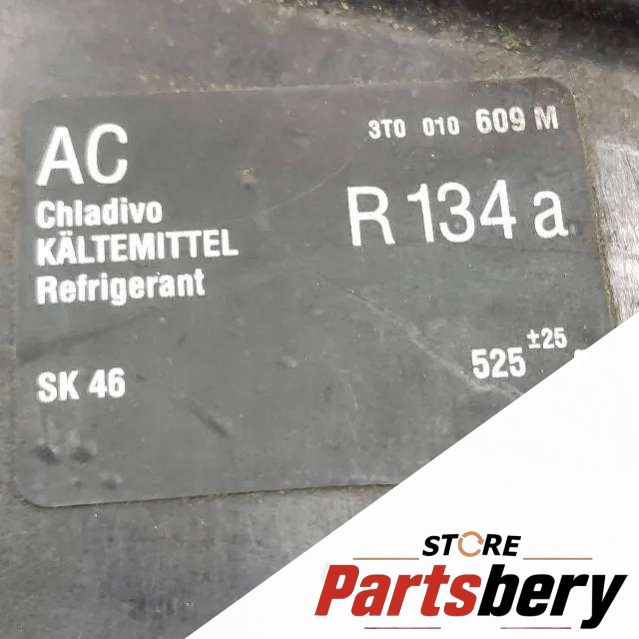 AC
3T0 010 609 M
Chladivo
R 134 a
KÄLTEMITTEL
Refrigerant
SK 46
525 ±25
STORE
Partsbery